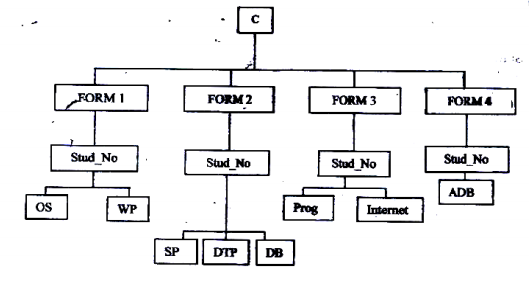 C
FORM 1 FORM 2 FORM 3 FORM 4
Stud_No Stud_No Stud_No Stud_No
OS WP Prog Internet ADB
SP DTP DB